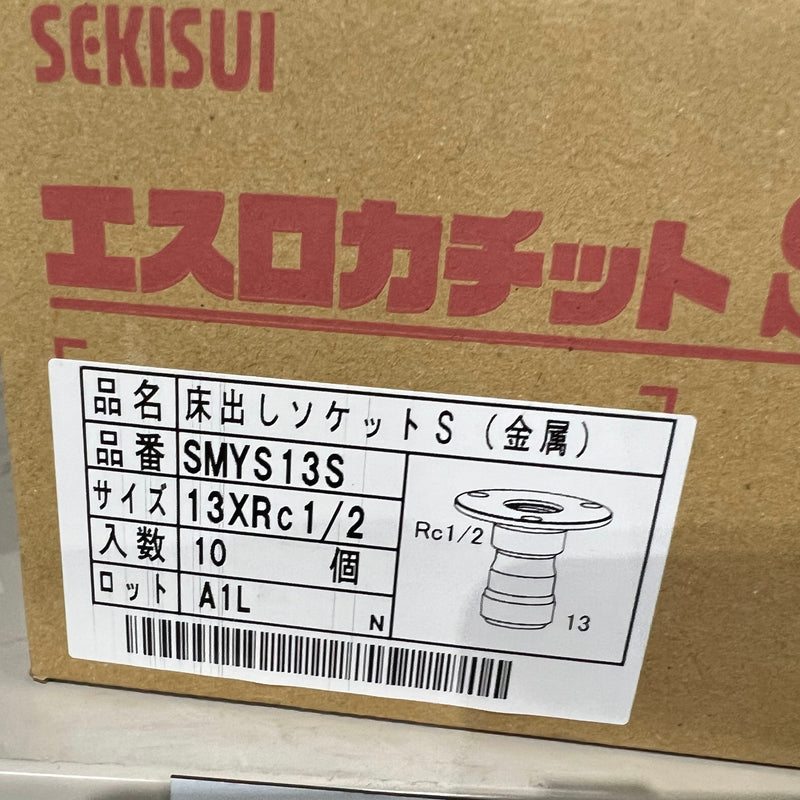 SEKISUI
エスロカチット S
品名 床出しソケットS (金属)
品番 SMYS13S
サイズ 13XRc1/2
入数 10 個
ロット A1L
N
Rc1/2
13